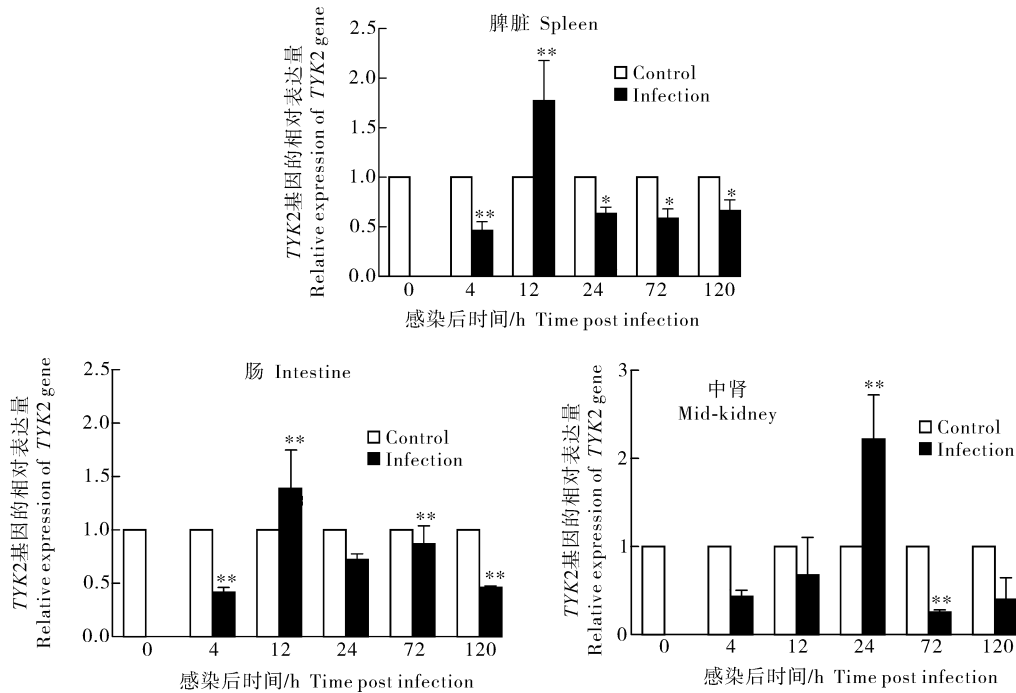 脾脏 Spleen
TYK2基因的相对表达量
Relative expression of TYK2 gene
2.5
2.0
1.5
1.0
0.5
0.0
**
**
*
*
*
Control
Infection
0 4 12 24 72 120
感染后时间/h Time post infection
肠 Intestine
TYK2基因的相对表达量
Relative expression of TYK2 gene
2.5
2.0
1.5
1.0
0.5
0.0
**
**
**
**
Control
Infection
0 4 12 24 72 120
感染后时间/h Time post infection
中肾
Mid-kidney
TYK2基因的相对表达量
Relative expression of TYK2 gene
3
2
1
0
**
**
Control
Infection
0 4 12 24 72 120
感染后时间/h Time post infection